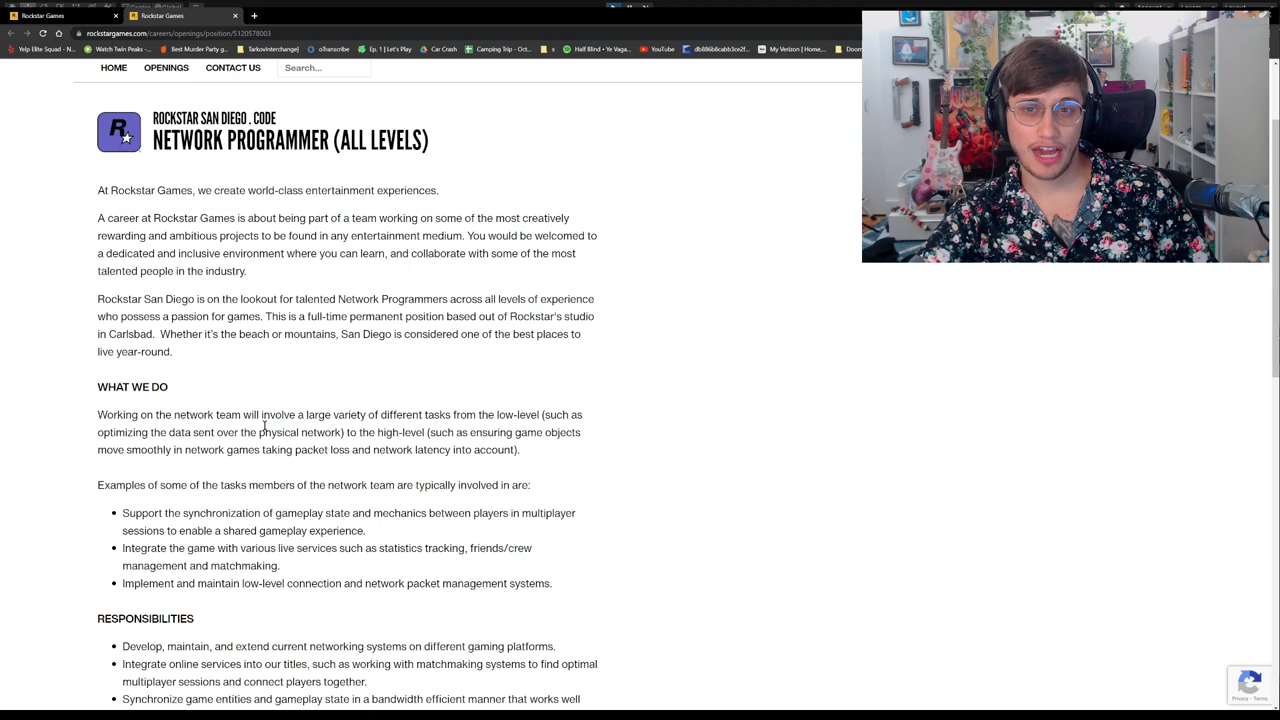 Rockstar Games
Rockstar Games
rockstargames.com/careers/openings/position/5120578003
Yelp Elite Squad - N...
Watch Twin Peaks -...
Best Murder Party g...
TarkowInterchange]
oTranscribe
Car Crash
Camping Trip - Oct...
YouTube
My Verizon | Home
HOME
OPENINGS
CONTACT US
Search...
ROCKSTAR SAN DIEGO . CODE
NETWORK PROGRAMMER (ALL LEVELS)
At Rockstar Games, we create world-class entertainment experiences.
A career at Rockstar Games is about being part of a team working on some of the most creatively
rewarding and ambitious projects to be found in any entertainment medium. You would be welcomed to
a dedicated and inclusive environment where you can learn, and collaborate with some of the most
talented people in the industry.
Rockstar San Diego is on the lookout for talented Network Programmers across all levels of experience
who possess a passion for games. This is a full-time permanent position based out of Rockstar's studio
in Carlsbad. Whether it's the beach or mountains, San Diego is considered one of the best places to
live year-round.
WHAT WE DO
Working on the network team will involve a large variety of different tasks from the low-level (such as
optimizing the data sent over the physical network) to the high-level (such as ensuring game objects
move smoothly in network games taking packet loss and network latency into account).
Examples of some of the tasks members of the network team are typically involved in are:
Support the synchronization of gameplay state and mechanics between players in multiplayer
sessions to enable a shared gameplay experience.
Integrate the game with various live services such as statistics tracking, friends/crew
management and matchmaking.
Implement and maintain low-level connection and network packet management systems.
RESPONSIBILITIES
Develop, maintain, and extend current networking systems on different gaming platforms.
Integrate online services into our titles, such as working with matchmaking systems to find optimal
multiplayer sessions and connect players together.
Synchronize game entities and gameplay state in a bandwidth efficient manner that works well
Privacy - Terms